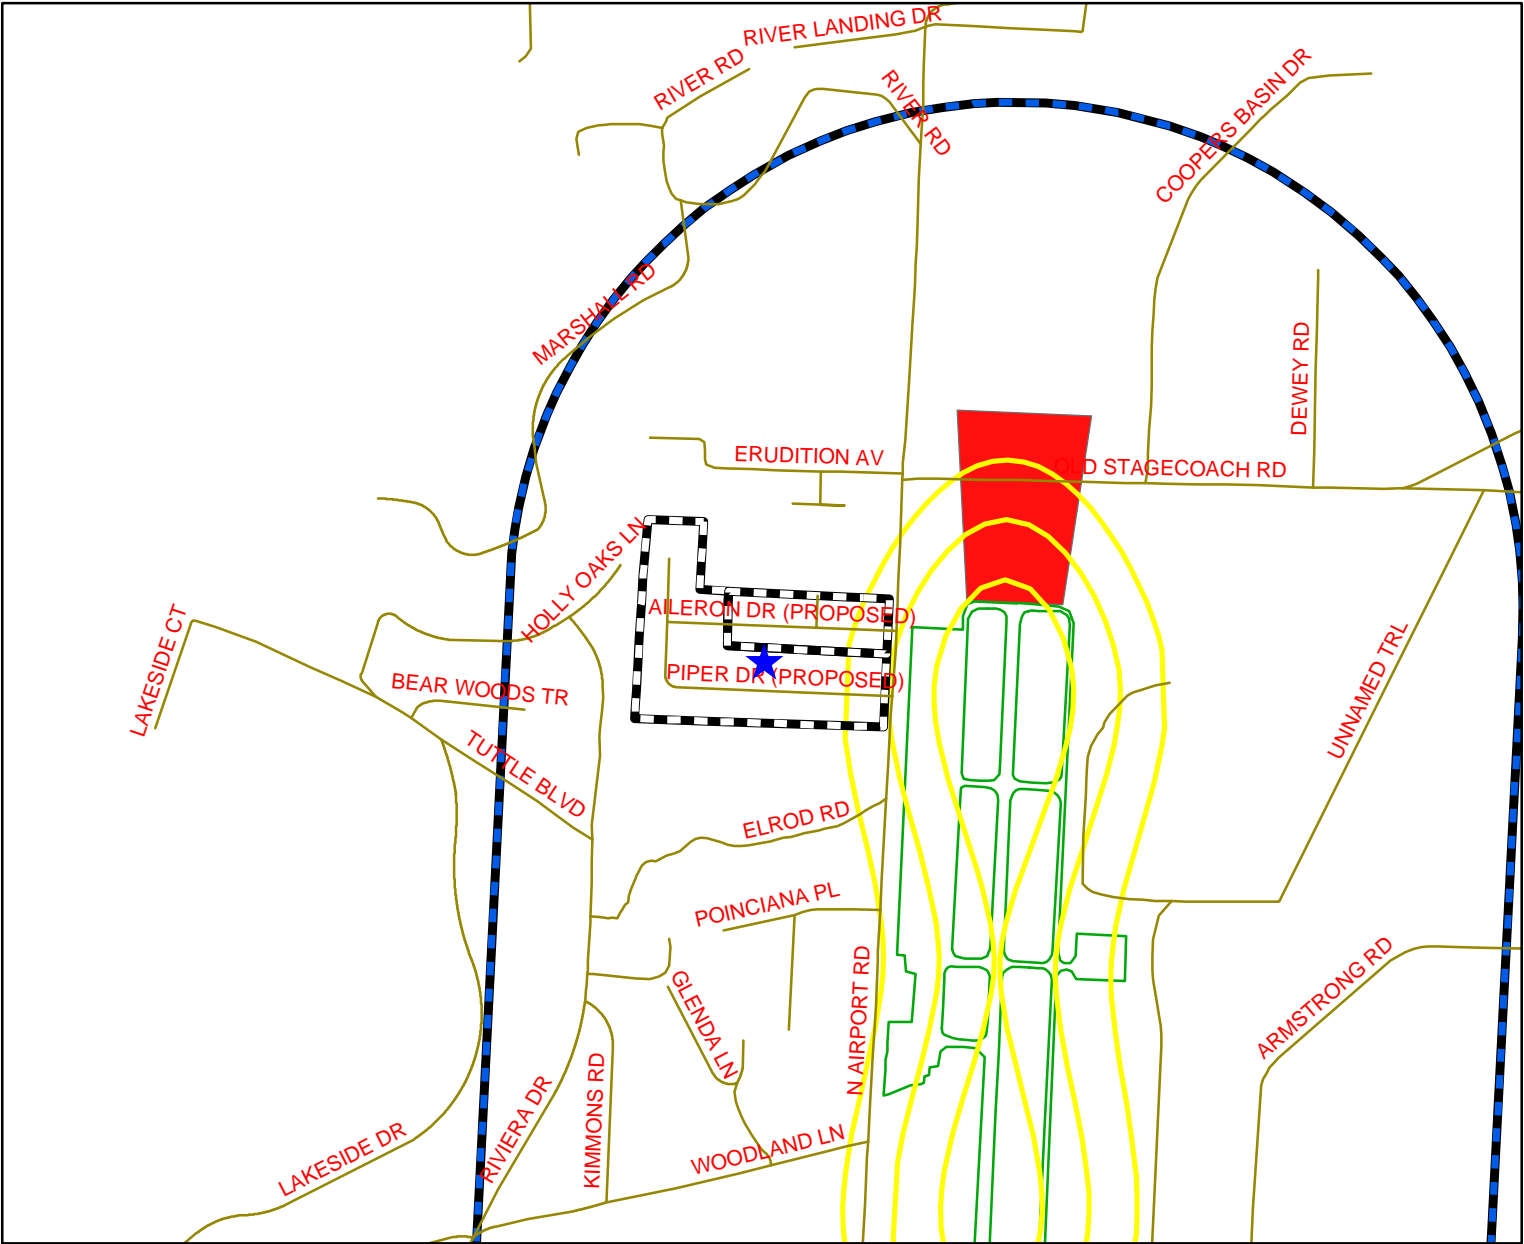 RIVER LANDING DR
RIVER RD
RIVER RD
COOPERS BASIN DR
MARSHALL RD
DEWEY RD
ERUDITION AV
OLD STAGECOACH RD
HOLLY OAKS LN
AILERON DR (PROPOSED)
LAKESIDE CT
PIPER DR (PROPOSED)
BEAR WOODS TR
UNNAMED TRL
TUTTLE BLVD
ELROD RD
POINCIANA PL
N AIRPORT RD
GLENDA LN
ARMSTRONG RD
KIMMONS RD
RIVIERA DR
WOODLAND LN
LAKESIDE DR